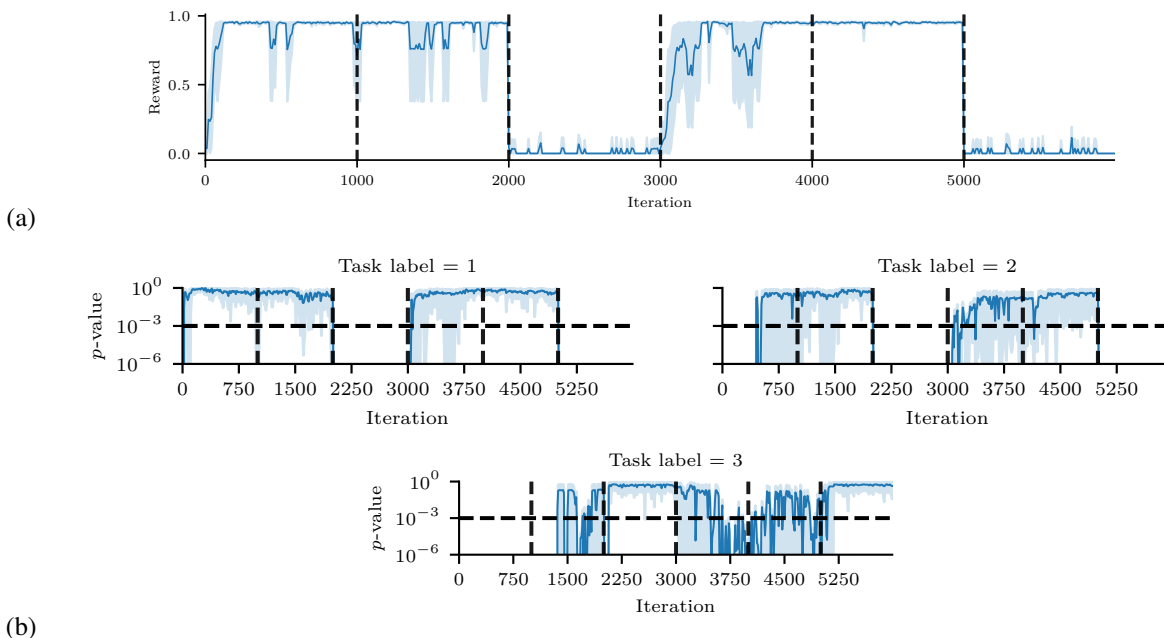 1.0
0.5
0.0
Reward
0 1000 2000 3000 4000 5000
Iteration
(a)
Task label = 1
10^0
10^−3
10^−6
p-value
0 750 1500 2250 3000 3750 4500 5250
Iteration
Task label = 2
0 750 1500 2250 3000 3750 4500 5250
Iteration
Task label = 3
10^0
10^−3
10^−6
p-value
0 750 1500 2250 3000 3750 4500 5250
Iteration
(b)